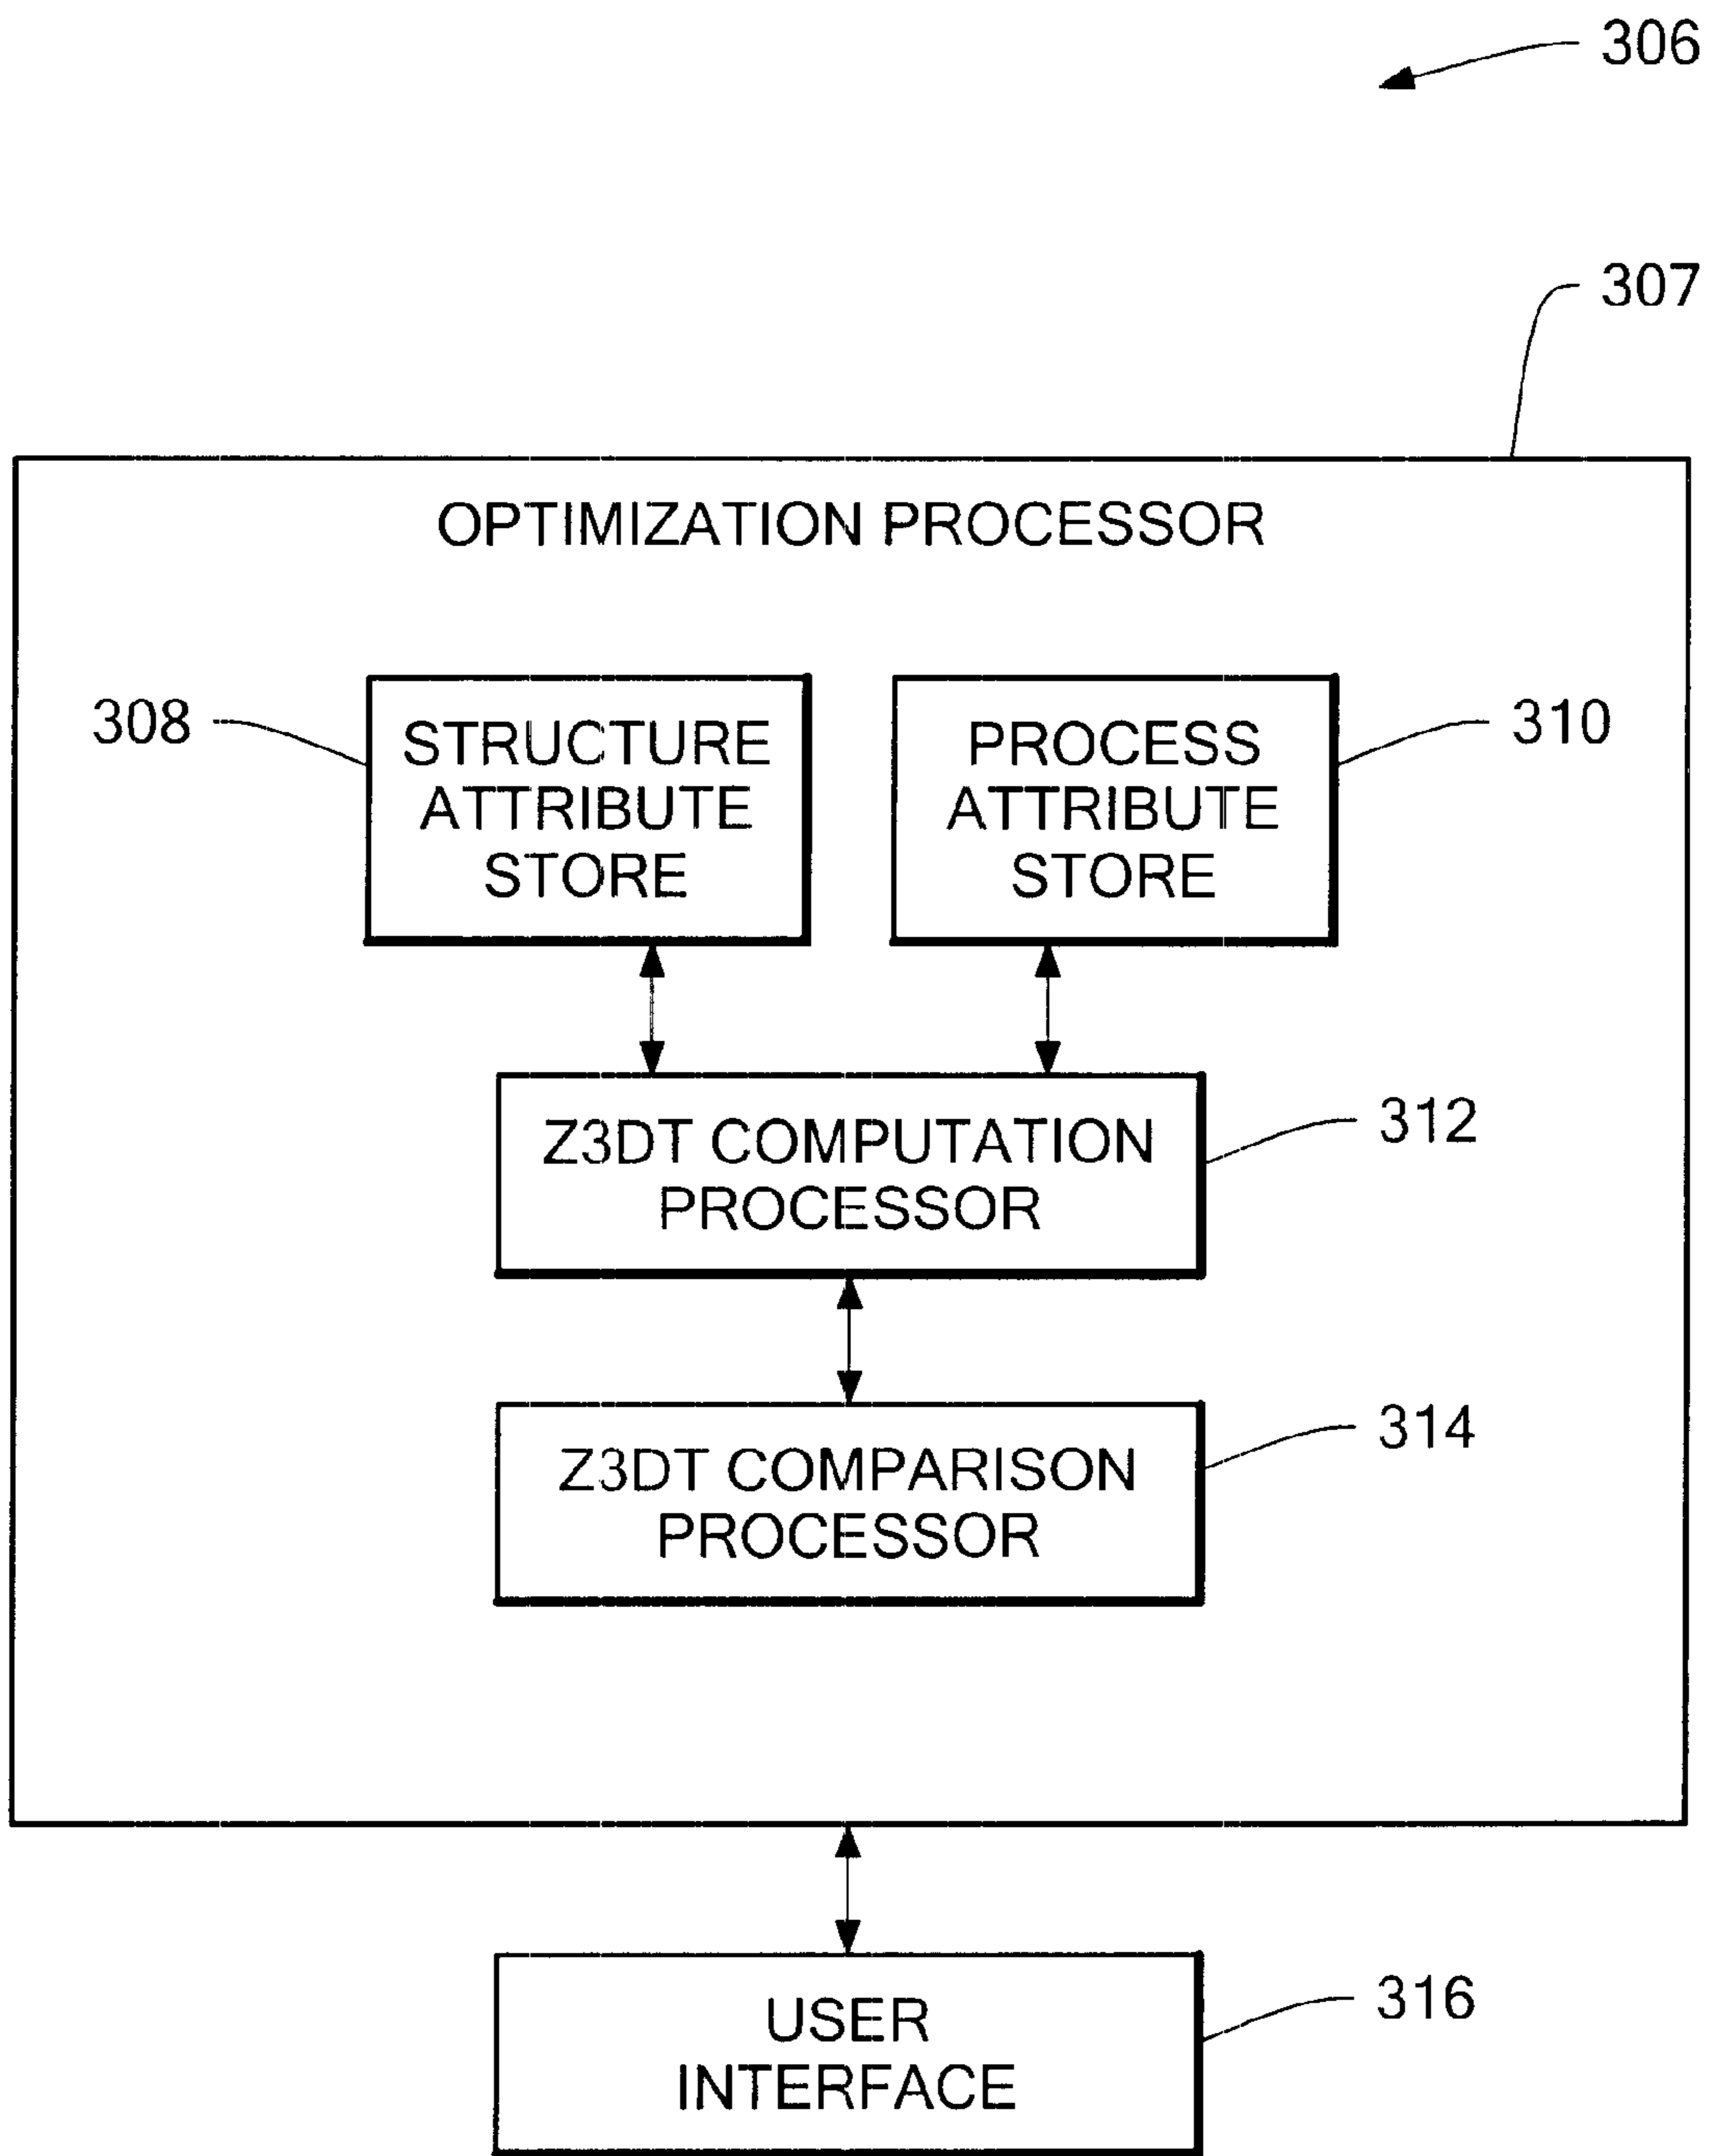 306
307
OPTIMIZATION PROCESSOR
308
STRUCTURE
ATTRIBUTE
STORE
PROCESS
ATTRIBUTE
STORE
310
Z3DT COMPUTATION
PROCESSOR
312
Z3DT COMPARISON
PROCESSOR
314
USER
INTERFACE
316